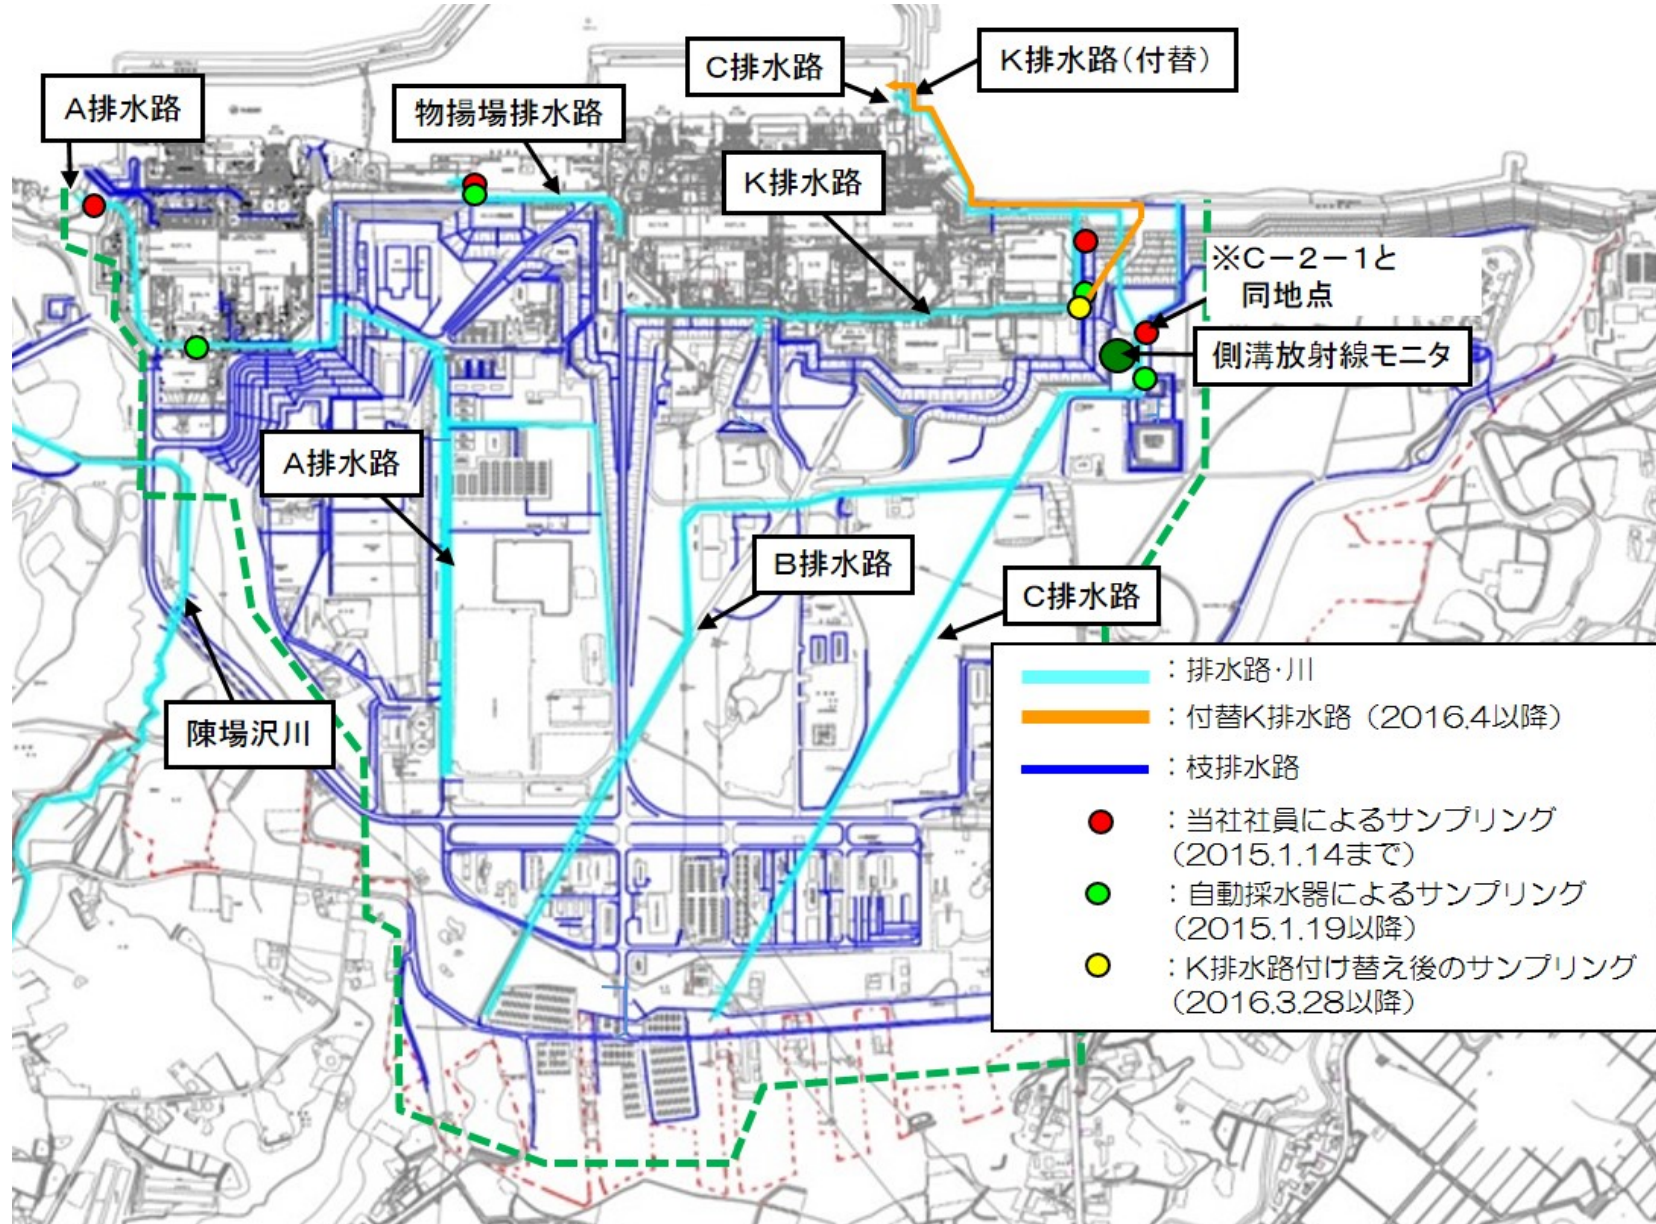 C排水路
K排水路(付替)
A排水路
物揚場排水路
K排水路
※C-2-1と
同地点
側溝放射線モニタ
A排水路
B排水路
C排水路
陳場沢川
:排水路・川
:付替K排水路 (2016.4以降)
:枝排水路
:当社社員によるサンプリング
(2015.1.14まで)
:自動採水器によるサンプリング
(2015.1.19以降)
:K排水路付け替え後のサンプリング
(2016.3.28以降)